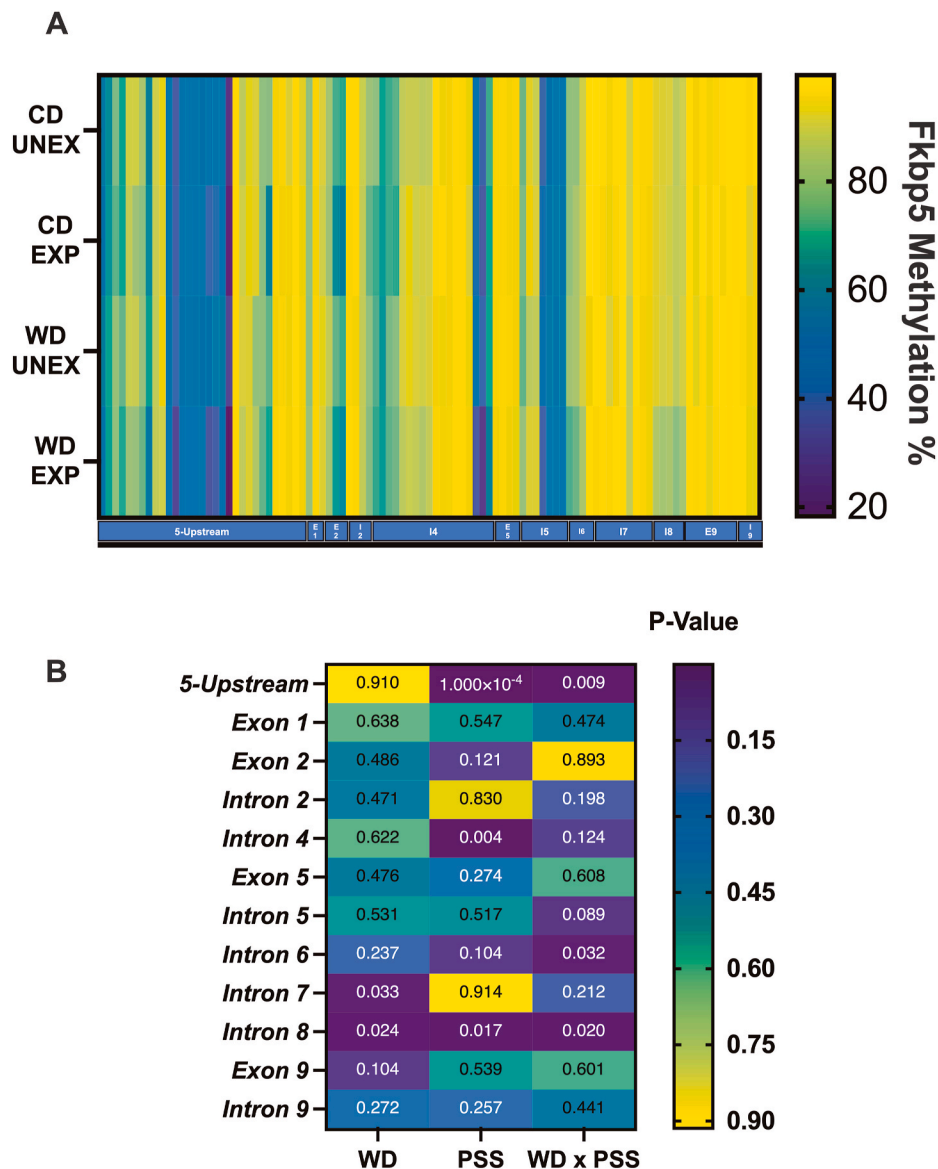 A
CD
UNEX
CD
EXP
WD
UNEX
WD
EXP
80
60
40
20
Fkbp5 Methylation %
5-Upstream
E
1
E
2
I
2
I4
E
5
I5
I6
I7
I8
E9
I
9
B
P-Value
5-Upstream 0.910 1.000×10⁻⁴ 0.009
Exon 1 0.638 0.547 0.474
Exon 2 0.486 0.121 0.893
Intron 2 0.471 0.830 0.198
Intron 4 0.622 0.004 0.124
Exon 5 0.476 0.274 0.608
Intron 5 0.531 0.517 0.089
Intron 6 0.237 0.104 0.032
Intron 7 0.033 0.914 0.212
Intron 8 0.024 0.017 0.020
Exon 9 0.104 0.539 0.601
Intron 9 0.272 0.257 0.441
WD PSS WD x PSS
0.15
0.30
0.45
0.60
0.75
0.90